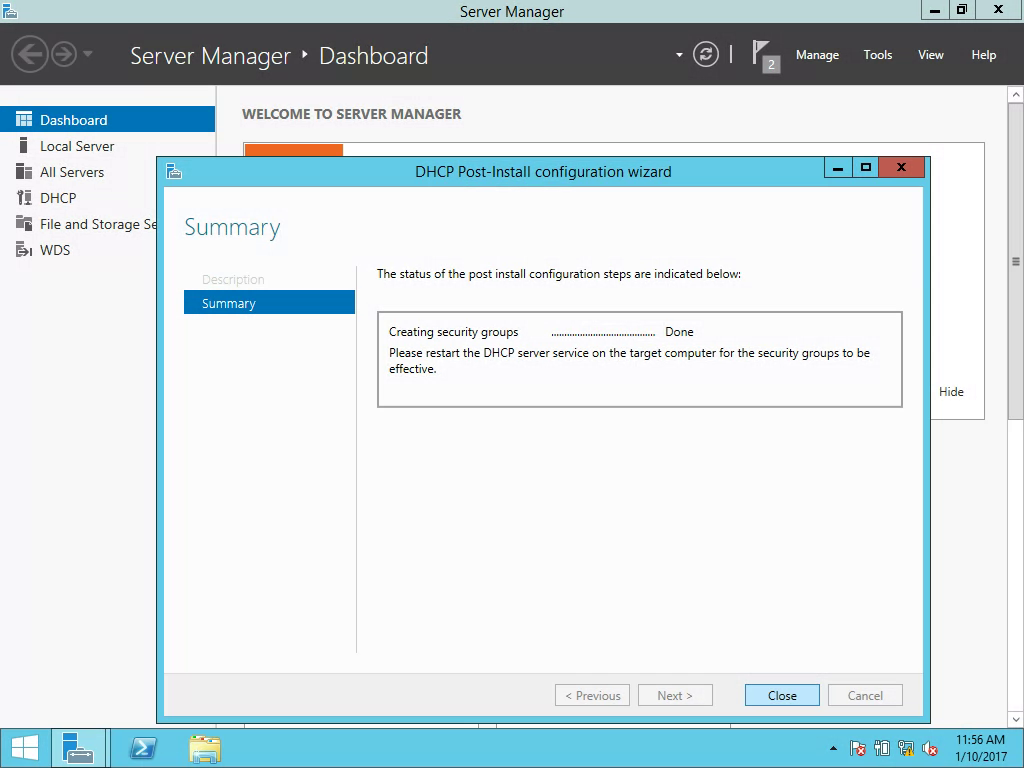 Server Manager
Server Manager ‣ Dashboard
2
Manage
Tools
View
Help
Dashboard
Local Server
All Servers
DHCP
File and Storage Se
WDS
WELCOME TO SERVER MANAGER
DHCP Post-Install configuration wizard
Summary
Description
Summary
The status of the post install configuration steps are indicated below:
Creating security groups ....................................... Done
Please restart the DHCP server service on the target computer for the security groups to be
effective.
Hide
< Previous
Next >
Close
Cancel
11:56 AM
1/10/2017